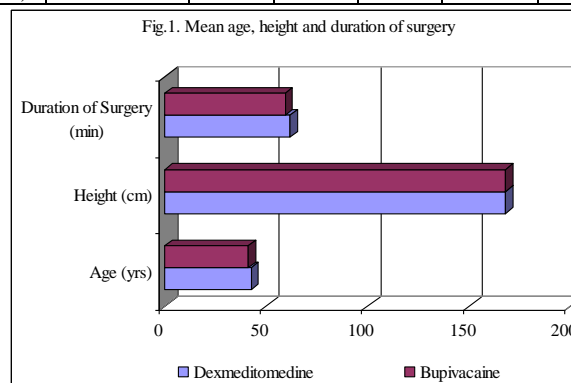 Fig.1. Mean age, height and duration of surgery
Duration of Surgery
(min)
Height (cm)
Age (yrs)
0 50 100 150 200
Dexmeditomedine Bupivacaine